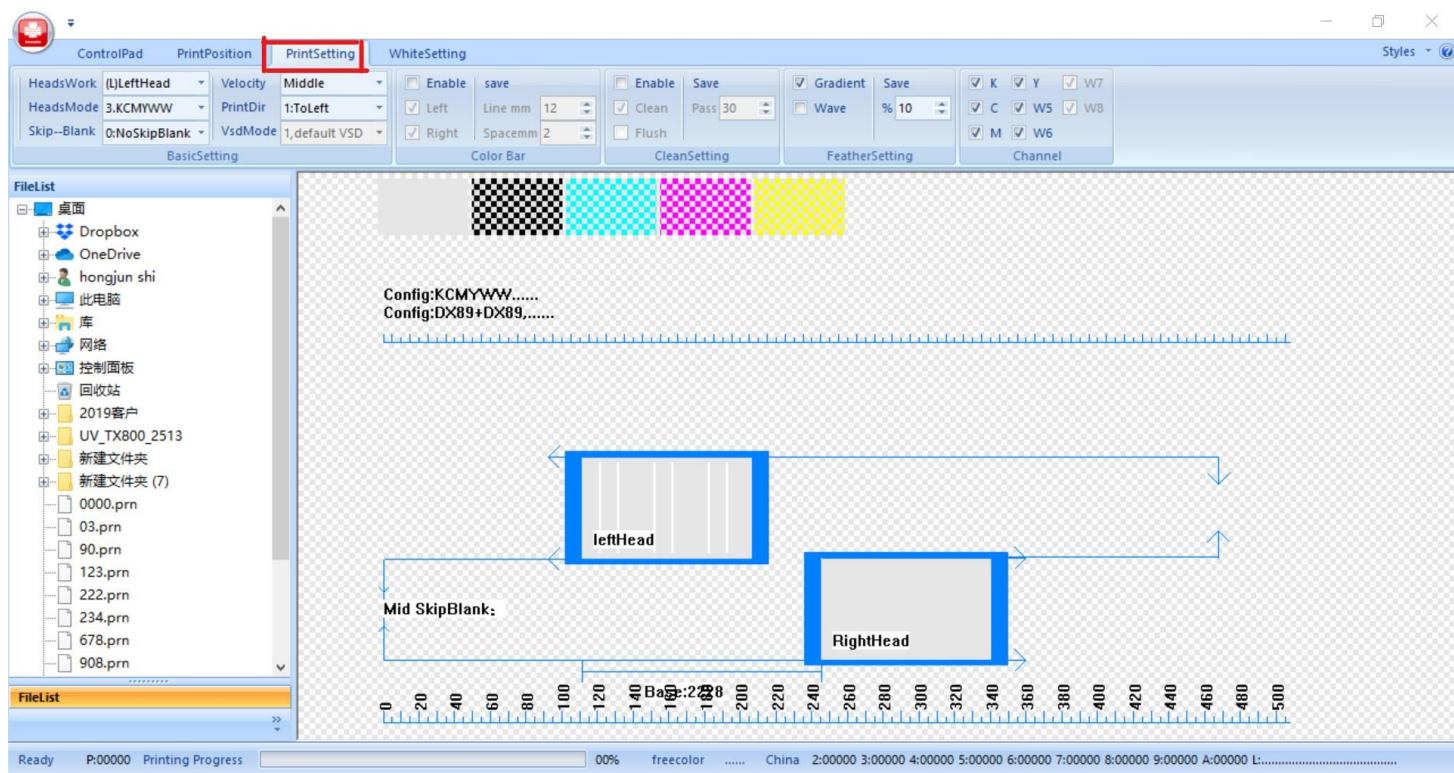 ControlPad PrintPosition PrintSetting WhiteSetting Styles
HeadsWork (L)LeftHead Velocity Middle Enable save Enable Save Gradient Save K Y W7
HeadsMode 3.KCMYWW PrintDir 1:ToLeft Left Line mm 12 Clean Pass 30 Wave % 10 C W5 W8
Skip--Blank 0:NoSkipBlank VsdMode 1,default VSD Right Spacemm 2 Flush M W6
BasicSetting Color Bar CleanSetting FeatherSetting Channel
FileList
桌面
Dropbox
OneDrive
hongjun shi
此电脑
库
网络
控制面板
回收站
2019客户
UV_TX800_2513
新建文件夹
新建文件夹 (7)
0000.prn
03.prn
90.prn
123.prn
222.prn
234.prn
678.prn
908.prn
FileList
Config:KCMYWW......
Config:DX89+DX89,......
leftHead
Mid SkipBlank:
RightHead
Base:2228
0 20 40 60 80 100 120 140 160 180 200 220 240 260 280 300 320 340 360 380 400 420 440 460 480 500
Ready P:00000 Printing Progress 00% freecolor ...... China 2:00000 3:00000 4:00000 5:00000 6:00000 7:00000 8:00000 9:00000 A:00000 L:.......................................